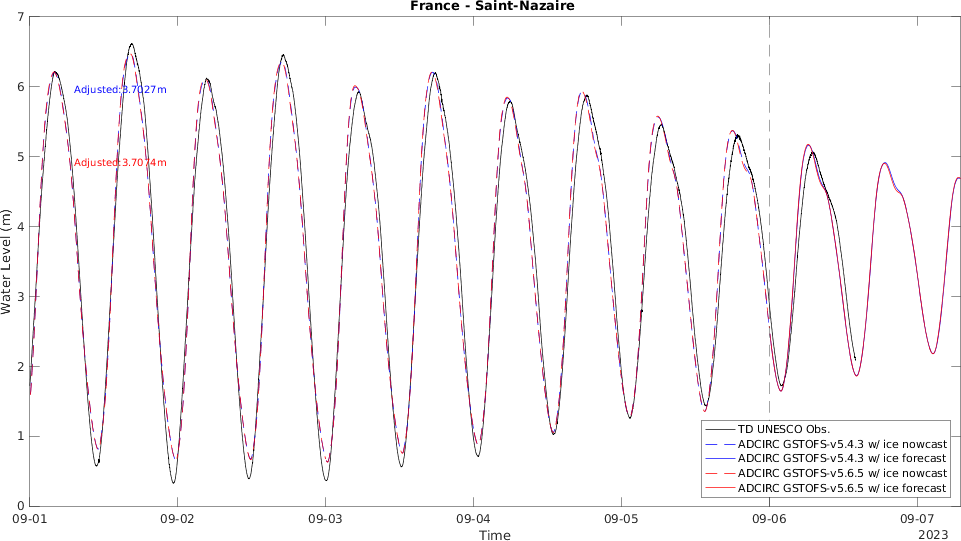 France - Saint-Nazaire
7
6
5
4
3
2
1
0
Water Level (m)
Adjusted:3.7027m
Adjusted:3.7074m
TD UNESCO Obs.
ADCIRC GSTOFS-v5.4.3 w/ ice nowcast
ADCIRC GSTOFS-v5.4.3 w/ ice forecast
ADCIRC GSTOFS-v5.6.5 w/ ice nowcast
ADCIRC GSTOFS-v5.6.5 w/ ice forecast
09-01 09-02 09-03 09-04 09-05 09-06 09-07
Time
2023